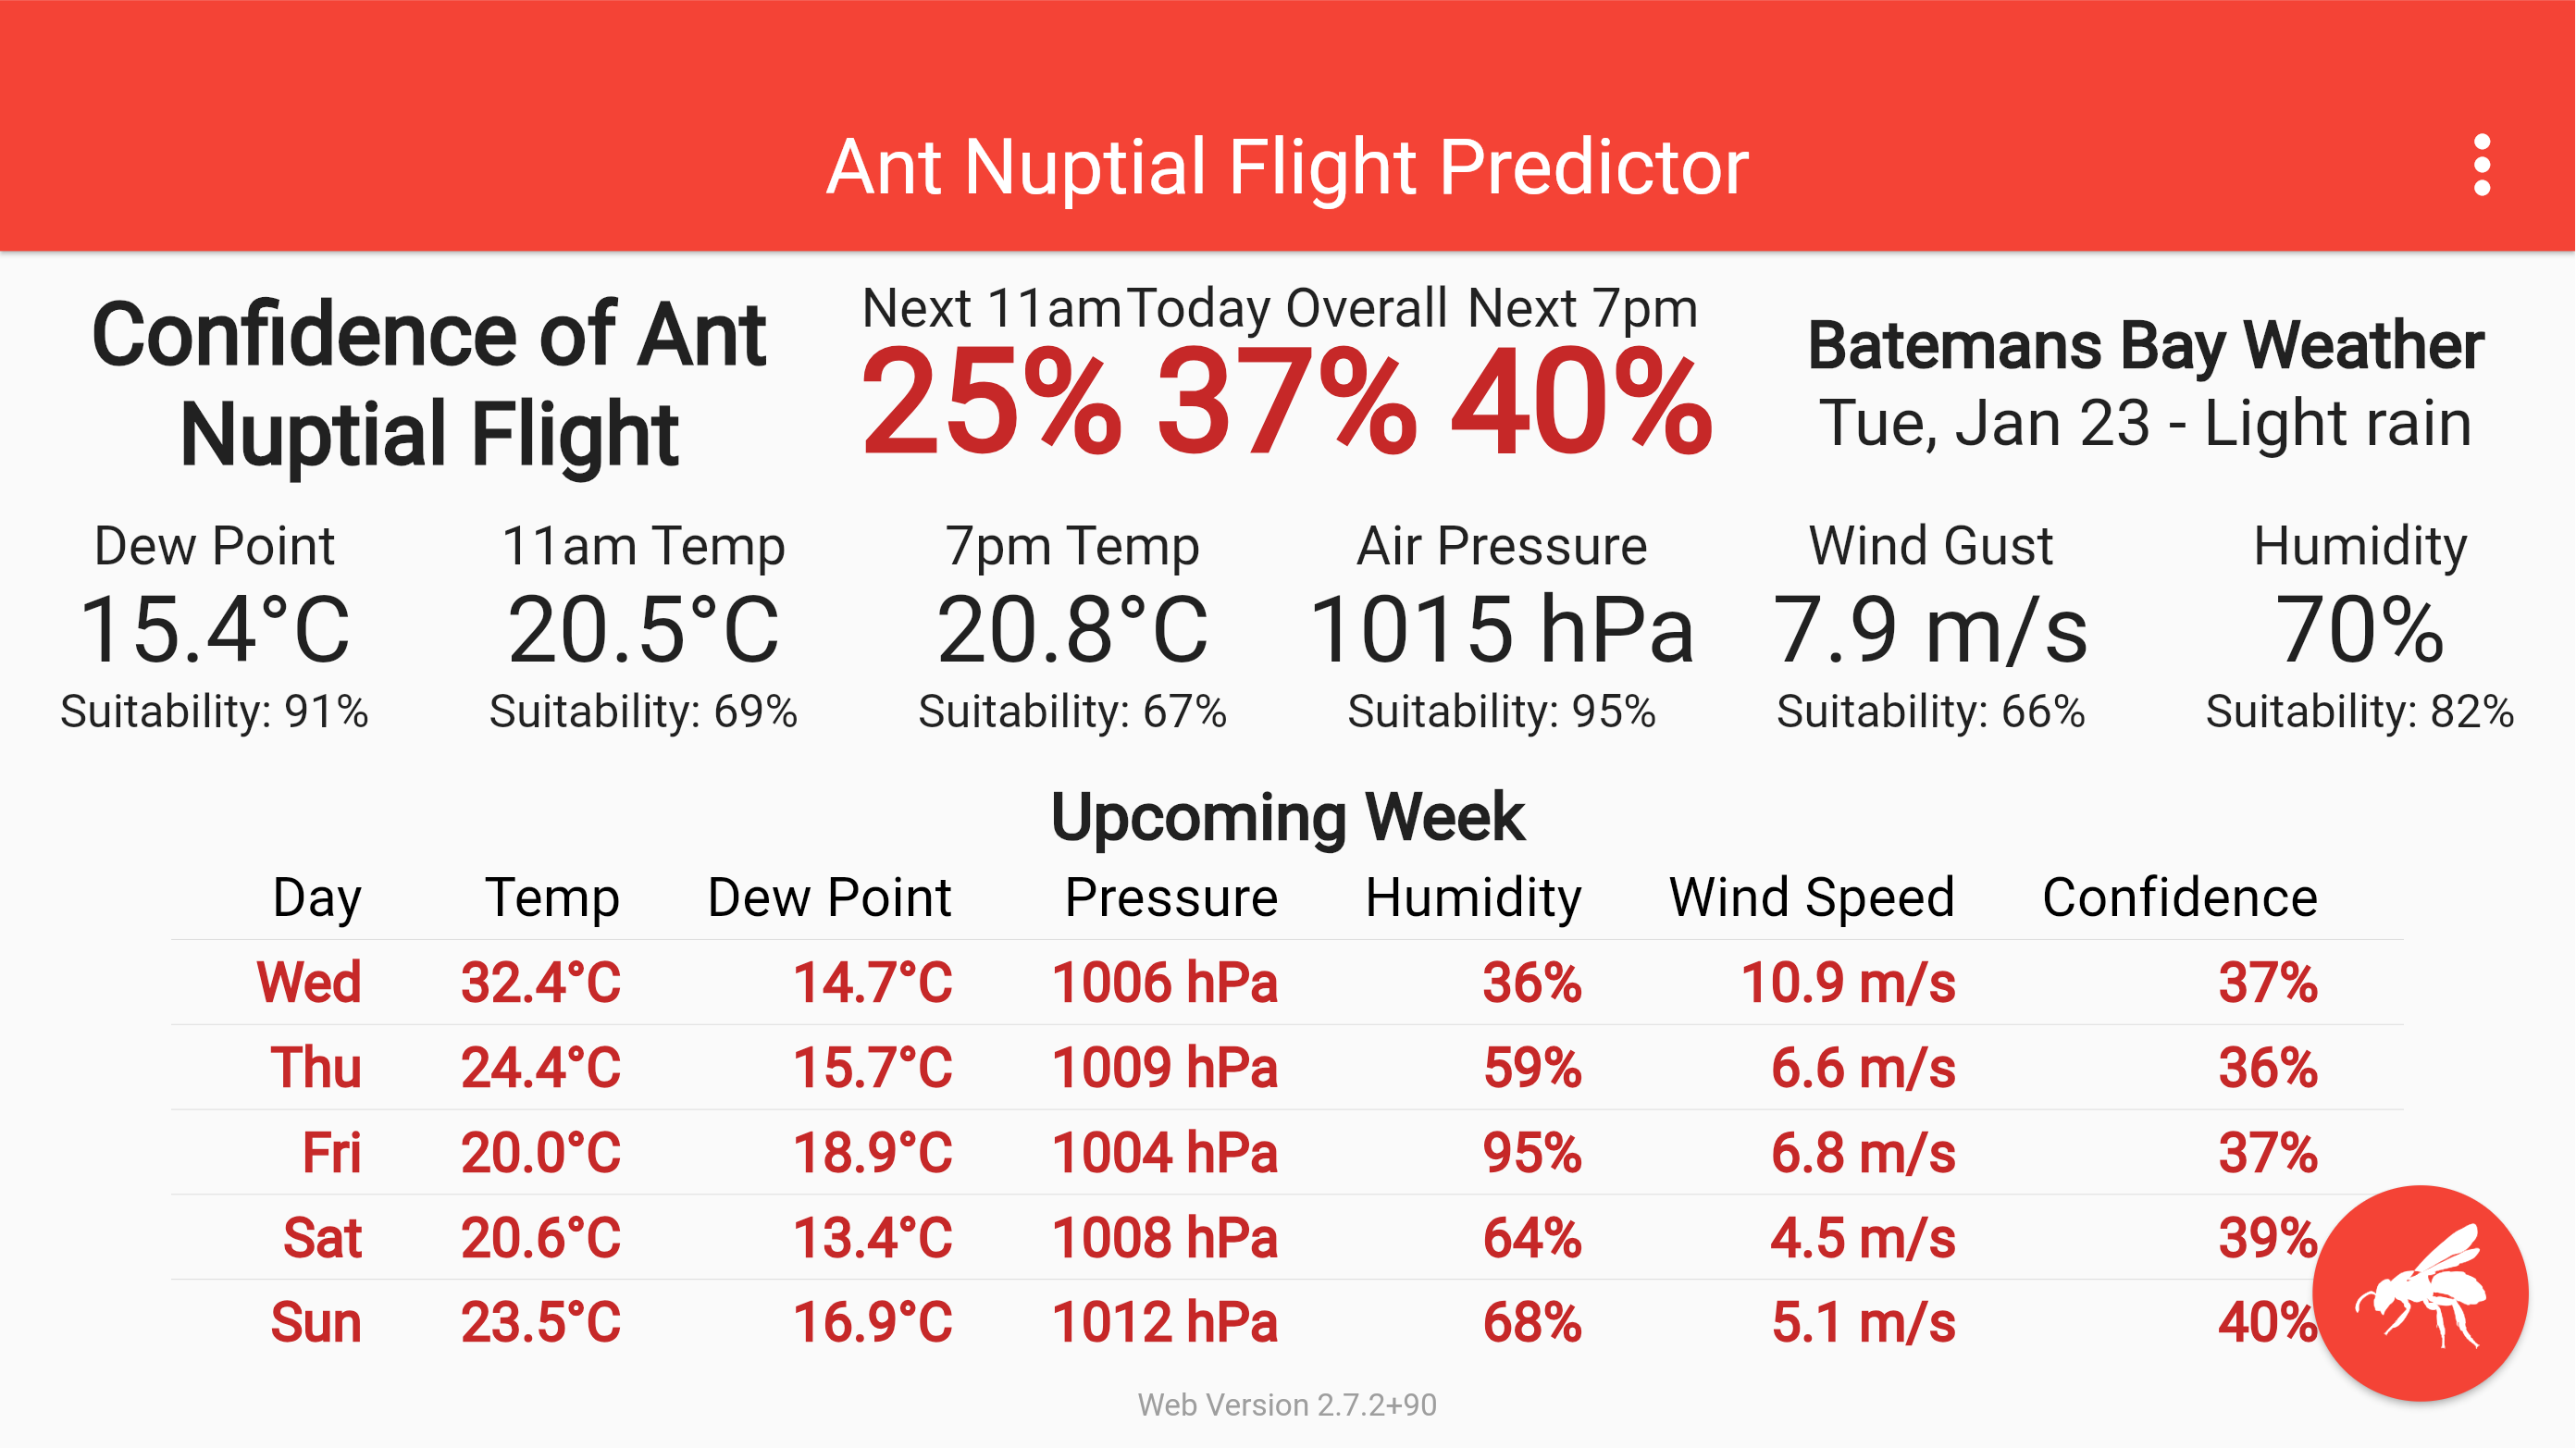 Ant Nuptial Flight Predictor
Confidence of Ant
Nuptial Flight
Next 11am Today Overall Next 7pm
25% 37% 40%
Batemans Bay Weather
Tue, Jan 23 - Light rain
Dew Point 11am Temp 7pm Temp Air Pressure Wind Gust Humidity
15.4°C 20.5°C 20.8°C 1015 hPa 7.9 m/s 70%
Suitability: 91% Suitability: 69% Suitability: 67% Suitability: 95% Suitability: 66% Suitability: 82%
Upcoming Week
Day Temp Dew Point Pressure Humidity Wind Speed Confidence
Wed 32.4°C 14.7°C 1006 hPa 36% 10.9 m/s 37%
Thu 24.4°C 15.7°C 1009 hPa 59% 6.6 m/s 36%
Fri 20.0°C 18.9°C 1004 hPa 95% 6.8 m/s 37%
Sat 20.6°C 13.4°C 1008 hPa 64% 4.5 m/s 39%
Sun 23.5°C 16.9°C 1012 hPa 68% 5.1 m/s 40%
Web Version 2.7.2+90